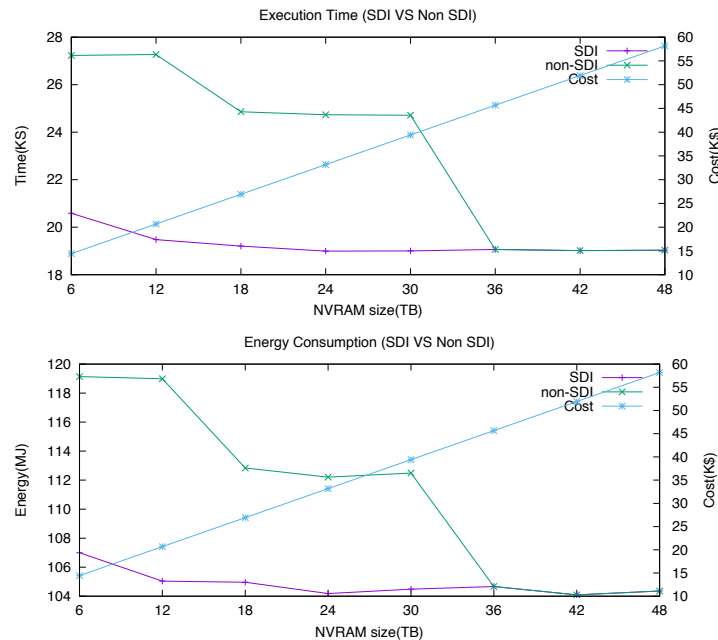 Execution Time (SDI VS Non SDI)
28 60
SDI
non-SDI
Cost
55
26 50
45
24 40
35
22 30
25
20 20
15
18 10
Time(KS)
Cost(K$)
6 12 18 24 30 36 42 48
NVRAM size(TB)
Energy Consumption (SDI VS Non SDI)
120 60
SDI
non-SDI
Cost
118 55
116 50
45
114 40
112 35
110 30
108 25
20
106 15
104 10
Energy(MJ)
Cost(K$)
6 12 18 24 30 36 42 48
NVRAM size(TB)